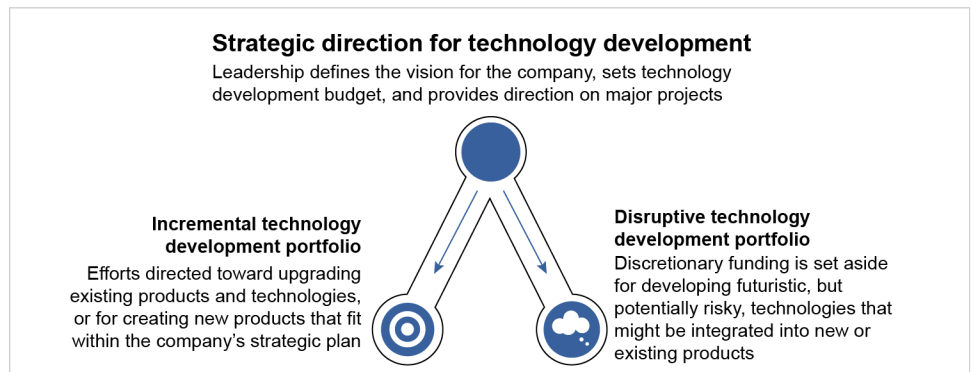 Strategic direction for technology development
Leadership defines the vision for the company, sets technology
development budget, and provides direction on major projects
Incremental technology
development portfolio
Efforts directed toward upgrading
existing products and technologies,
or for creating new products that fit
within the company’s strategic plan
Disruptive technology
development portfolio
Discretionary funding is set aside
for developing futuristic, but
potentially risky, technologies that
might be integrated into new or
existing products